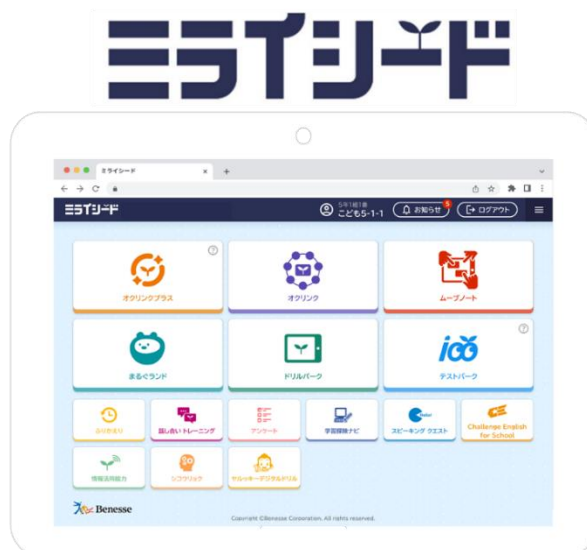 ミライシード
ミライシード
ミライシード
5年1組1番
こども5-1-1
お知らせ
5
ログアウト
オクリンクプラス
オクリンク
ムーブノート
まるぐランド
ドリルパーク
テストパーク
ふりかえり
話し合いトレーニング
アンケート
学習探検ナビ
スピーキング クエスト
Challenge English
for School
情報活用能力
シコウリョク
やるっきーデジタルドリル
Benesse
Copyright ©Benesse Corporation, All rights reserved.